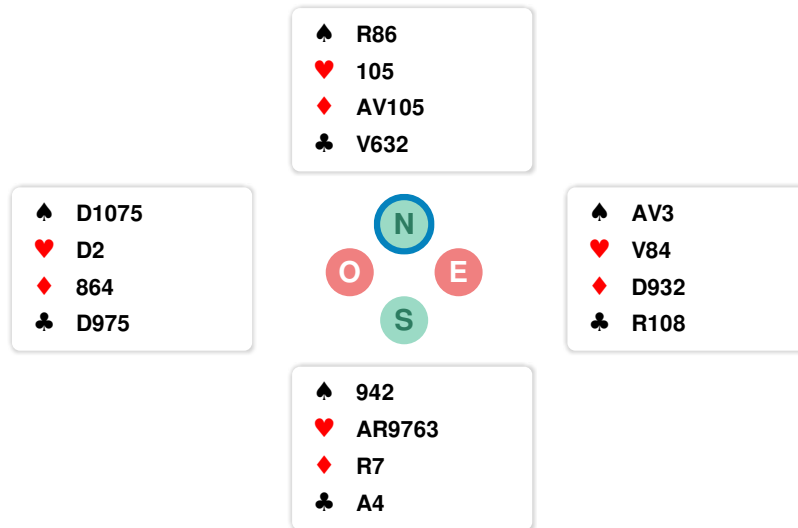 ♠ R86
♥ 105
♦ AV105
♣ V632
♠ D1075
♥ D2
♦ 864
♣ D975
N
O
E
S
♠ AV3
♥ V84
♦ D932
♣ R108
♠ 942
♥ AR9763
♦ R7
♣ A4